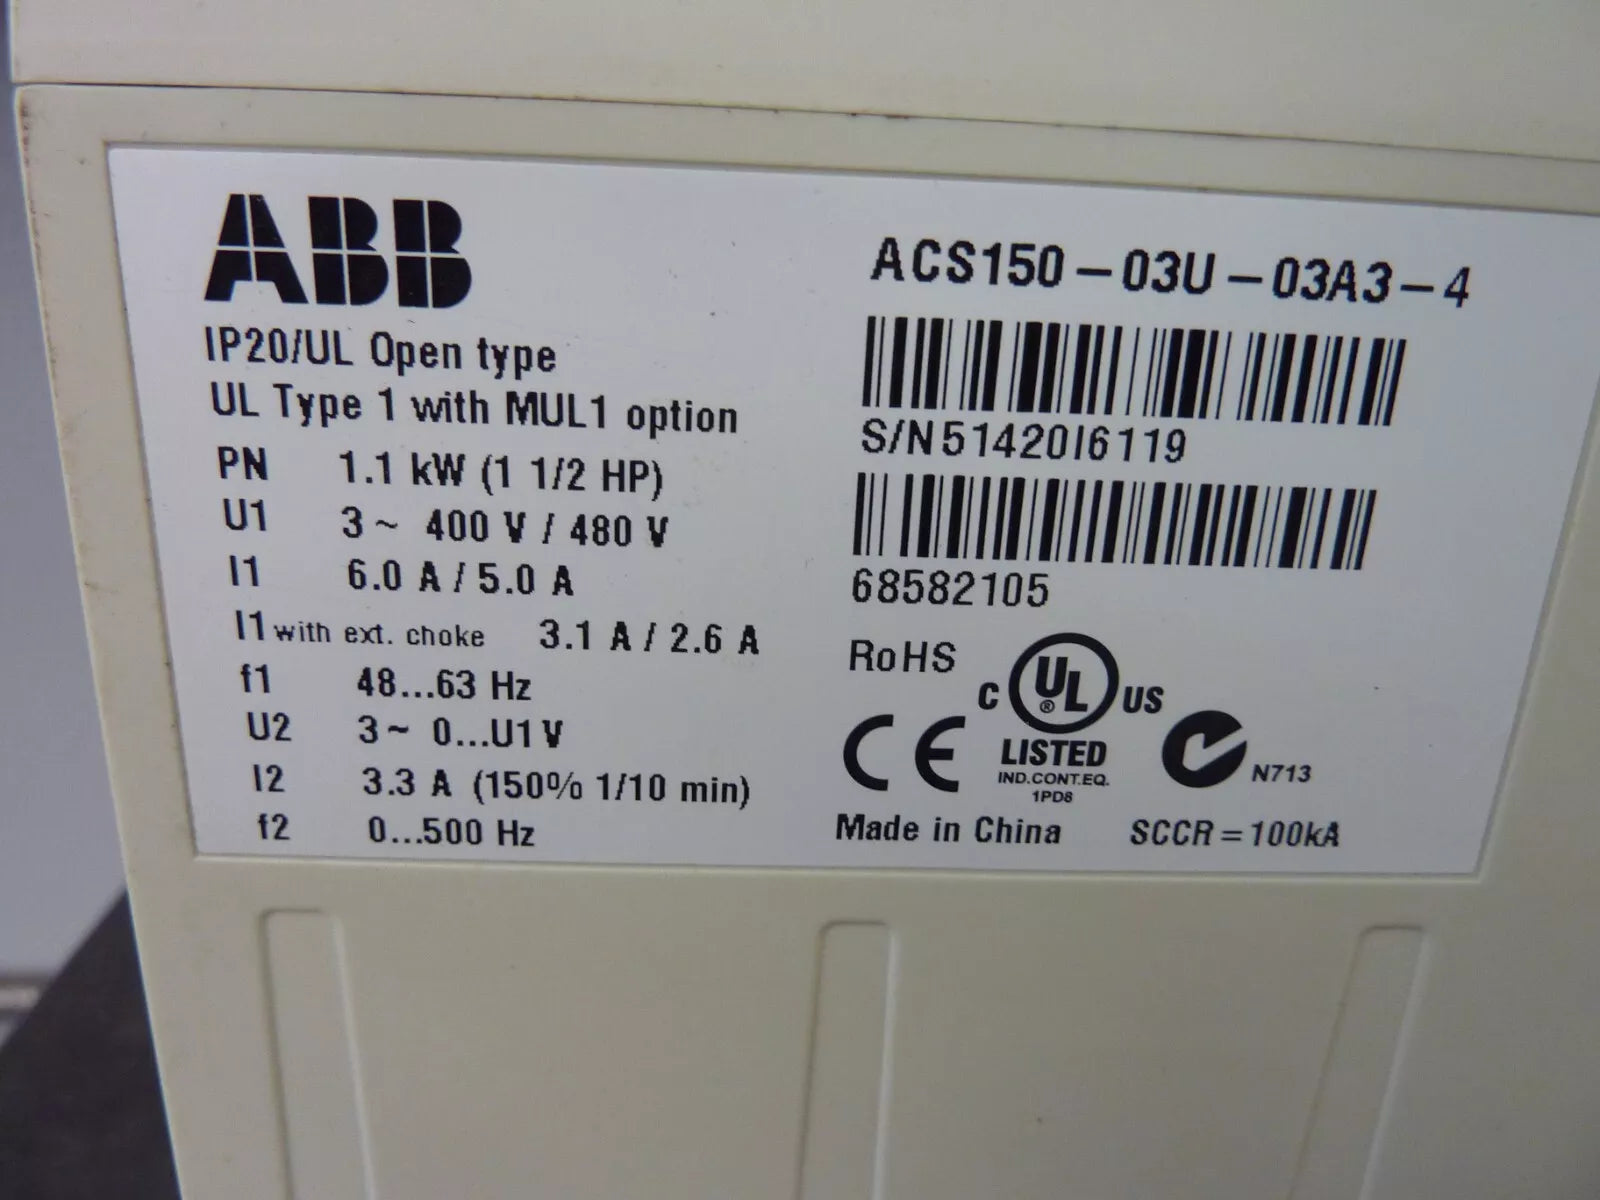 ABB
IP20/UL Open type
UL Type 1 with MUL1 option
PN 1.1 kW (1 1/2 HP)
U1 3~ 400 V / 480 V
I1 6.0 A / 5.0 A
I1 with ext. choke 3.1 A / 2.6 A
f1 48...63 Hz
U2 3~ 0...U1 V
I2 3.3 A (150% 1/10 min)
f2 0...500 Hz
ACS150-03U-03A3-4
S/N 51420I6119
68582105
RoHS
C UL ® US
LISTED
IND.CONT.EQ.
1PD8
CE
N713
Made in China SCCR = 100kA